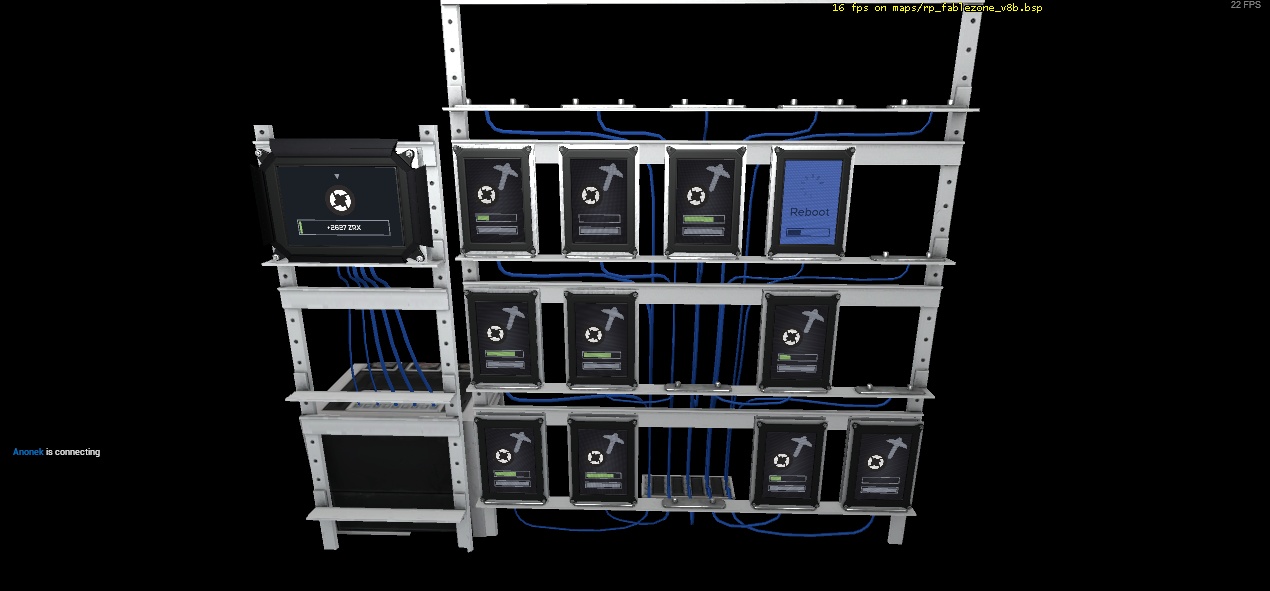 16 fps on maps/rp_fablezone_v8b.bsp
22 FPS
+2627 ZRX
Reboot
Anonek is connecting